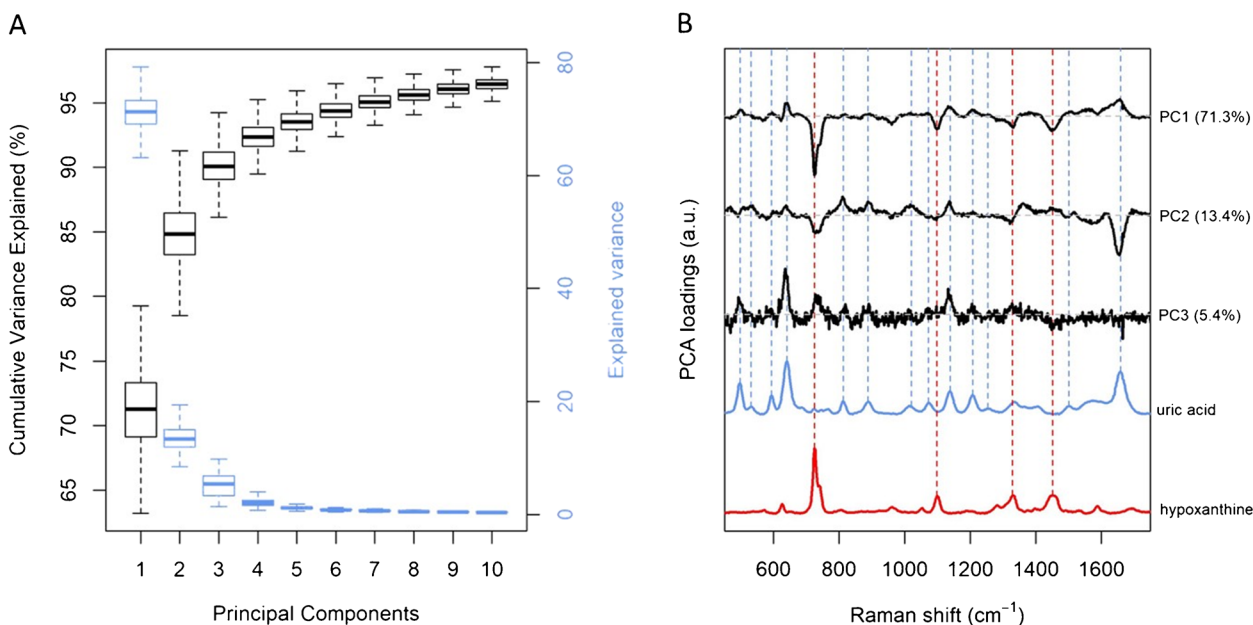 A
Cumulative Variance Explained (%)
95
90
85
80
75
70
65
80
60
40
20
0
Explained variance
1 2 3 4 5 6 7 8 9 10
Principal Components
B
PCA loadings (a.u.)
PC1 (71.3%)
PC2 (13.4%)
PC3 (5.4%)
uric acid
hypoxanthine
600 800 1000 1200 1400 1600
Raman shift (cm⁻¹)